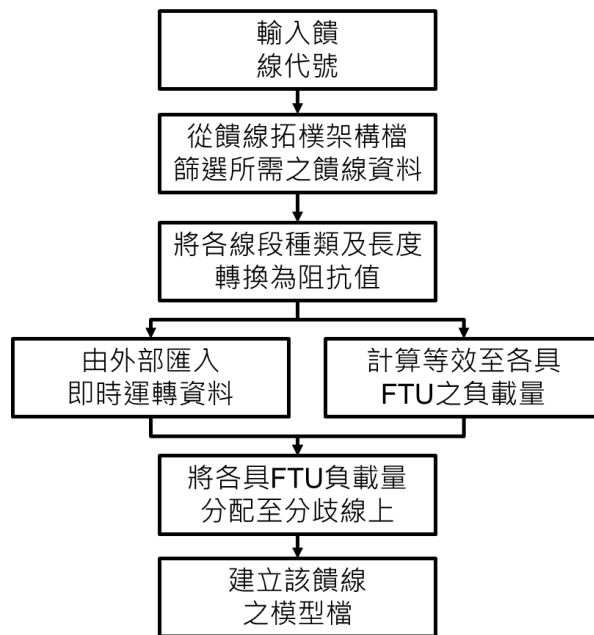 輸入饋
線代號
從饋線拓樸架構檔
篩選所需之饋線資料
將各線段種類及長度
轉換為阻抗值
由外部匯入
即時運轉資料
計算等效至各具
FTU之負載量
將各具FTU負載量
分配至分歧線上
建立該饋線
之模型檔